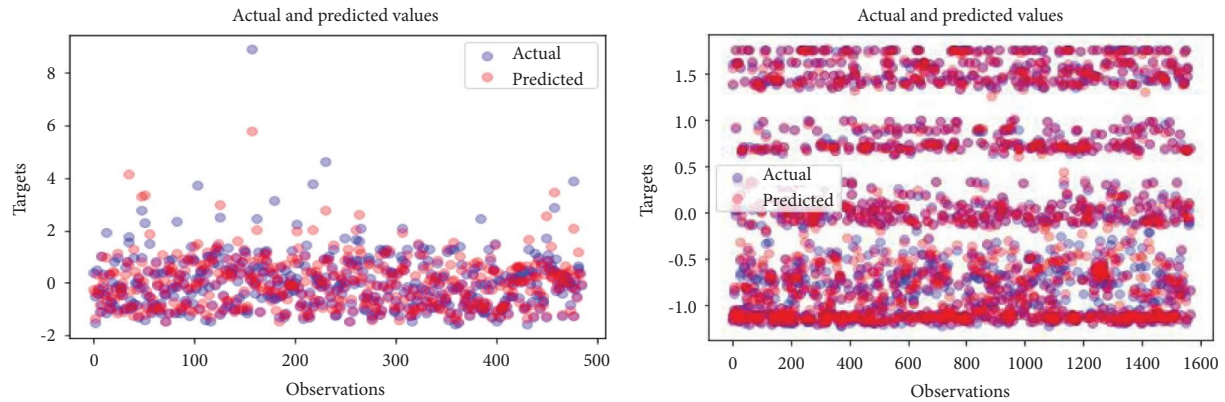 Actual and predicted values
8
6
4
2
0
-2
Targets
Actual
Predicted
0 100 200 300 400 500
Observations
Actual and predicted values
1.5
1.0
0.5
0.0
-0.5
-1.0
Targets
Actual
Predicted
0 200 400 600 800 1000 1200 1400 1600
Observations